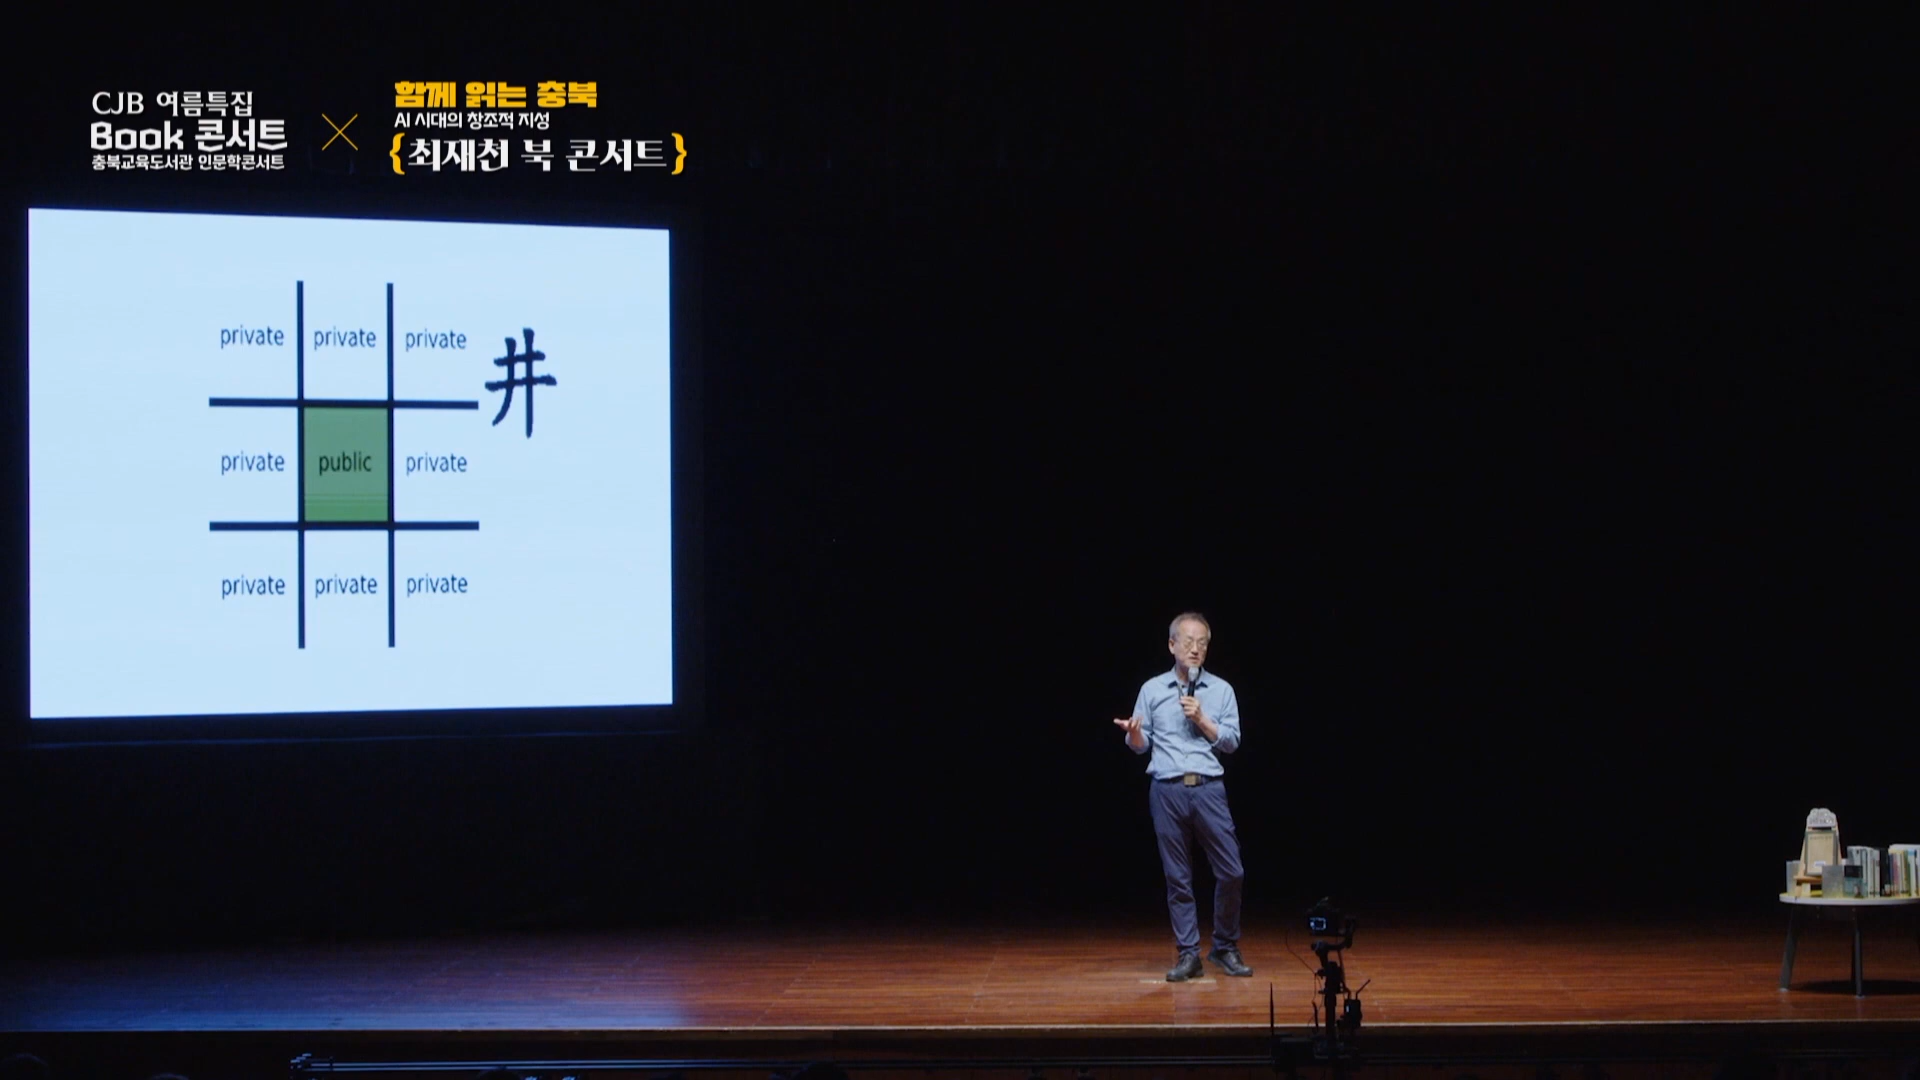 CJB 여름특집
Book 콘서트
충북교육도서관 인문학콘서트
함께 읽는 충북
AI 시대의 창조적 지성
{최재천 북 콘서트}
private private private
井
private public private
private private private